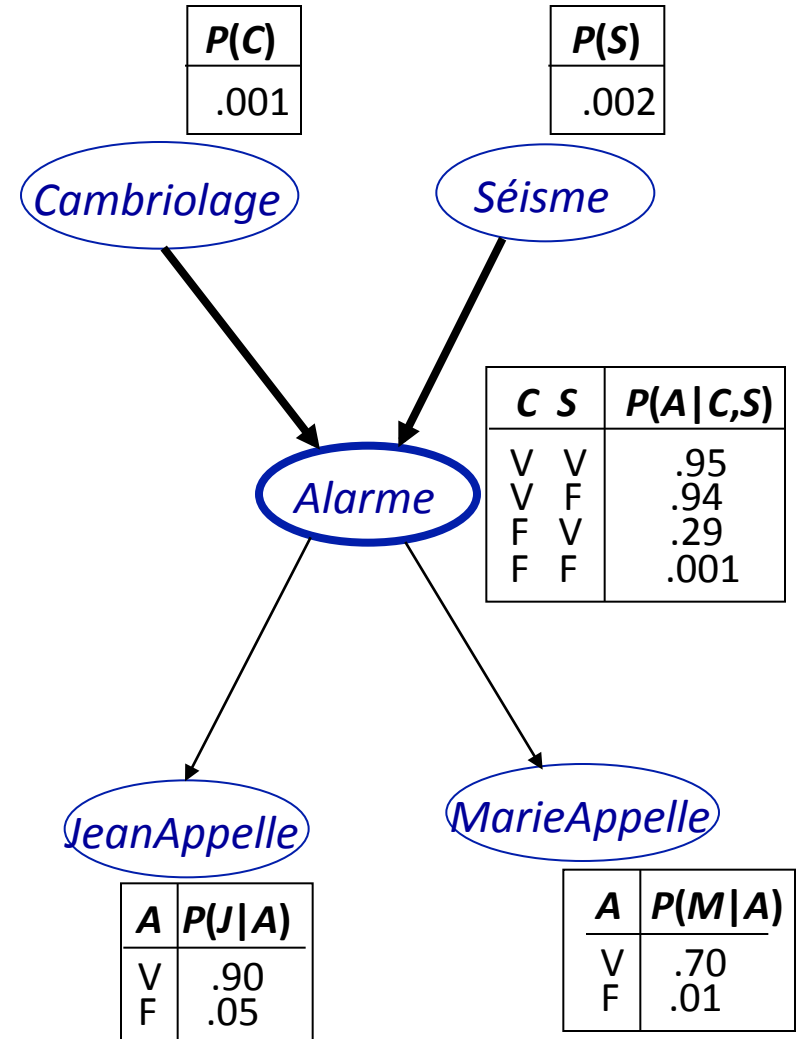 P(C)
.001
P(S)
.002
Cambriolage
Séisme
C S P(A|C,S)
V V .95
V F .94
F V .29
F F .001
Alarme
JeanAppelle
MarieAppelle
A P(J|A)
V .90
F .05
A P(M|A)
V .70
F .01